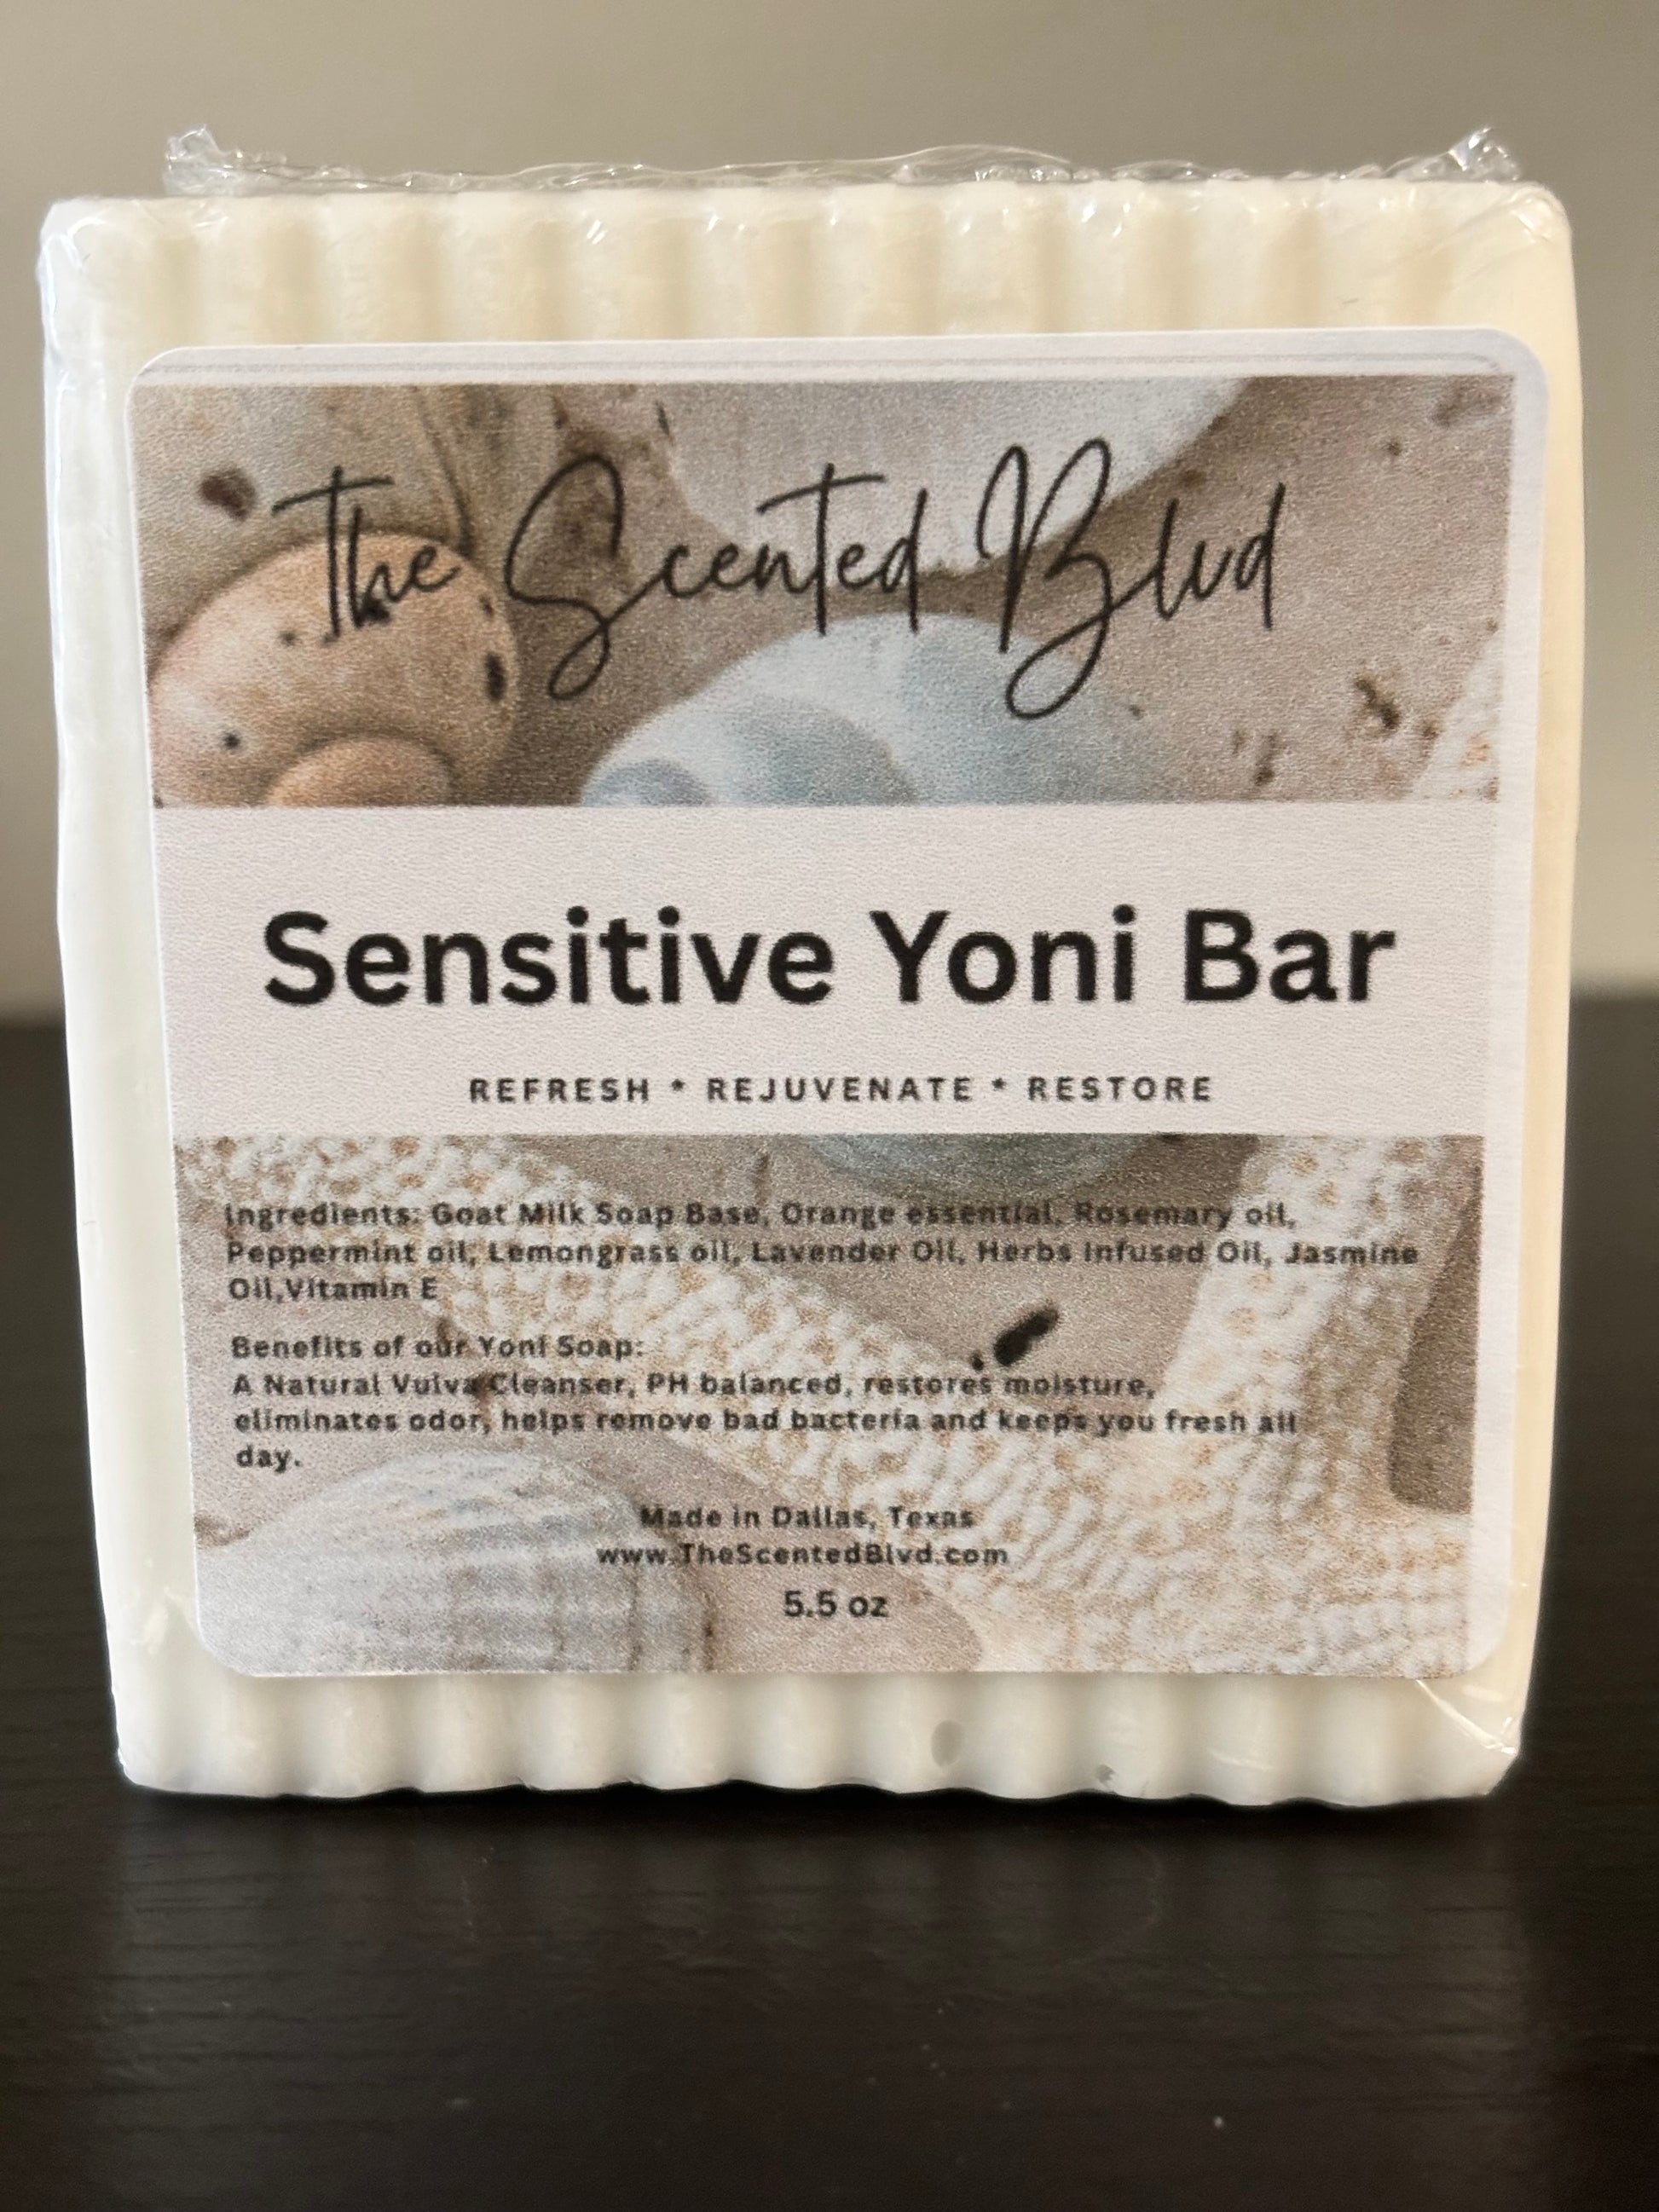 The Scented Blvd
Sensitive Yoni Bar
REFRESH * REJUVENATE * RESTORE
Ingredients: Goat Milk Soap Base, Orange essential, Rosemary oil,
Peppermint oil, Lemongrass oil, Lavender Oil, Herbs Infused Oil, Jasmine
Oil,Vitamin E
Benefits of our Yoni Soap:
A Natural Vulva Cleanser, PH balanced, restores moisture,
eliminates odor, helps remove bad bacteria and keeps you fresh all
day.
Made in Dallas, Texas
www.TheScentedBlvd.com
5.5 oz